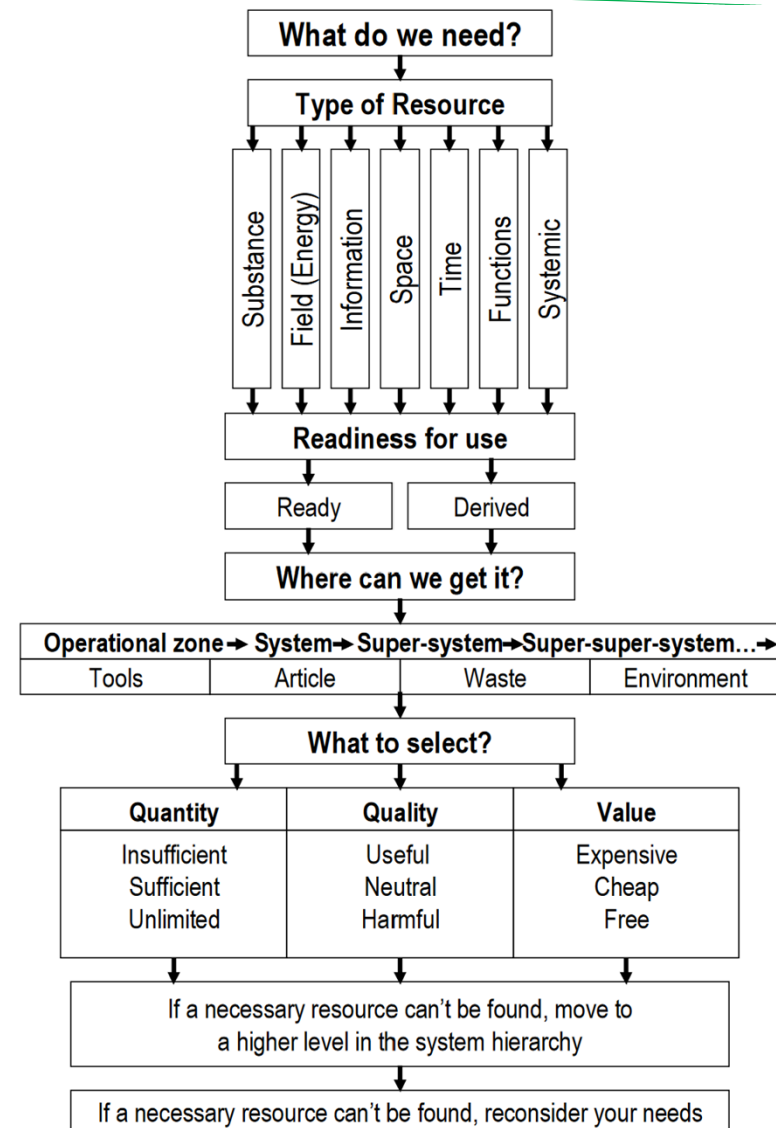 What do we need?
Type of Resource
Substance
Field (Energy)
Information
Space
Time
Functions
Systemic
Readiness for use
Ready
Derived
Where can we get it?
Operational zone → System → Super-system → Super-super-system… →
Tools
Article
Waste
Environment
What to select?
Quantity
Insufficient
Sufficient
Unlimited
Quality
Useful
Neutral
Harmful
Value
Expensive
Cheap
Free
If a necessary resource can't be found, move to
a higher level in the system hierarchy
If a necessary resource can't be found, reconsider your needs